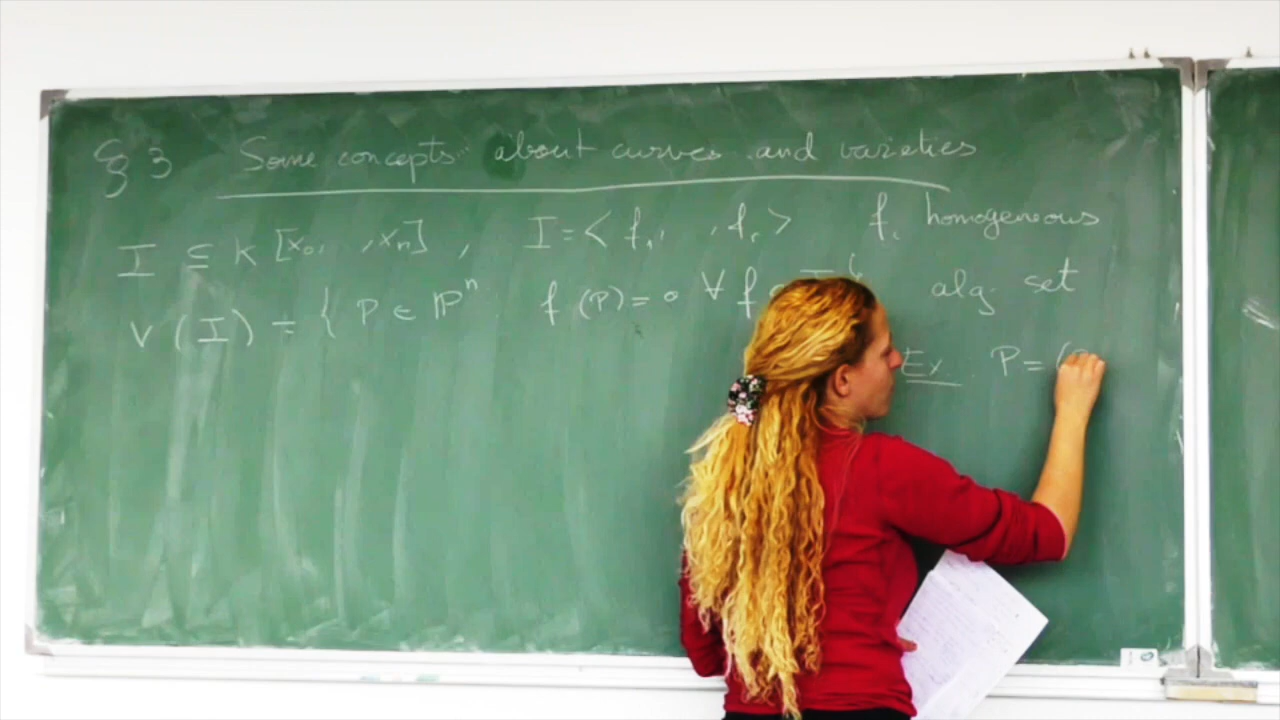 § 3 Some concepts about curves and varieties
I ⊆ k [x₀, , xₙ] , I = < f₁, , fᵣ > fᵢ homogeneous
V (I) = { P ∈ ℙⁿ f (P) = 0 ∀ f alg. set
Ex. P = (